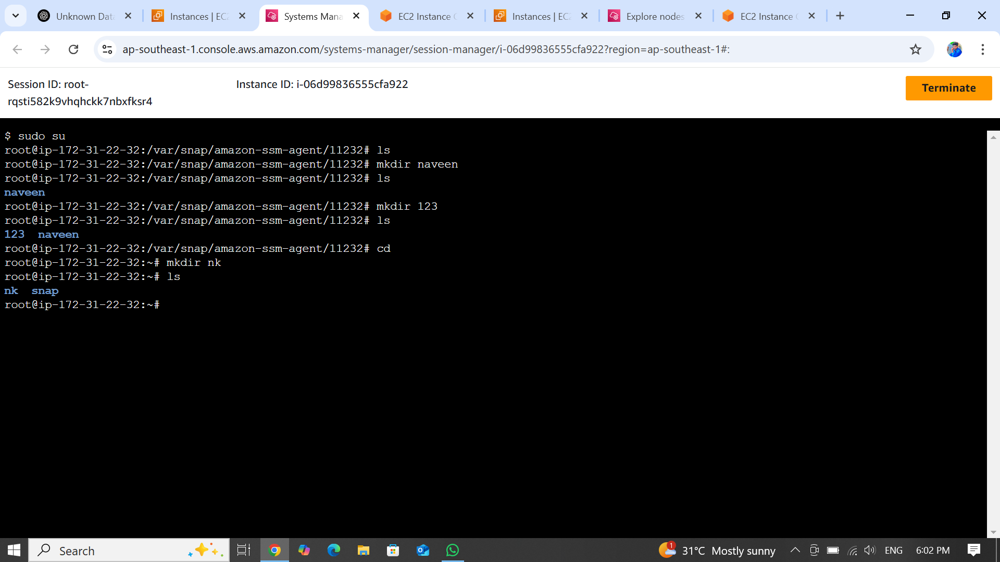 Unknown Data
Instances | EC2
Systems Mana
EC2 Instance C
Instances | EC2
Explore nodes
EC2 Instance C
ap-southeast-1.console.aws.amazon.com/systems-manager/session-manager/i-06d99836555cfa922?region=ap-southeast-1#:
Session ID: root-
rqsti582k9vhqhckk7nbxfksr4
Instance ID: i-06d99836555cfa922
Terminate
$ sudo su
root@ip-172-31-22-32:/var/snap/amazon-ssm-agent/11232# ls
root@ip-172-31-22-32:/var/snap/amazon-ssm-agent/11232# mkdir naveen
root@ip-172-31-22-32:/var/snap/amazon-ssm-agent/11232# ls
naveen
root@ip-172-31-22-32:/var/snap/amazon-ssm-agent/11232# mkdir 123
root@ip-172-31-22-32:/var/snap/amazon-ssm-agent/11232# ls
123  naveen
root@ip-172-31-22-32:/var/snap/amazon-ssm-agent/11232# cd
root@ip-172-31-22-32:~# mkdir nk
root@ip-172-31-22-32:~# ls
nk  snap
root@ip-172-31-22-32:~#
Search
1
31°C Mostly sunny
ENG
6:02 PM